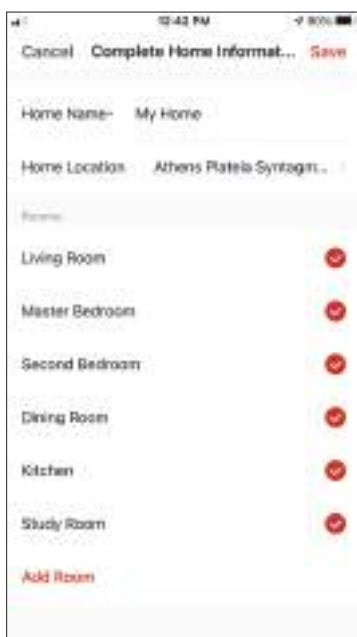 12:42 PM 80%
Cancel Complete Home Informat... Save
Home Name- My Home
Home Location Athens Plateia Syntagm...
Rooms
Living Room
Master Bedroom
Second Bedroom
Dining Room
Kitchen
Study Room
Add Room